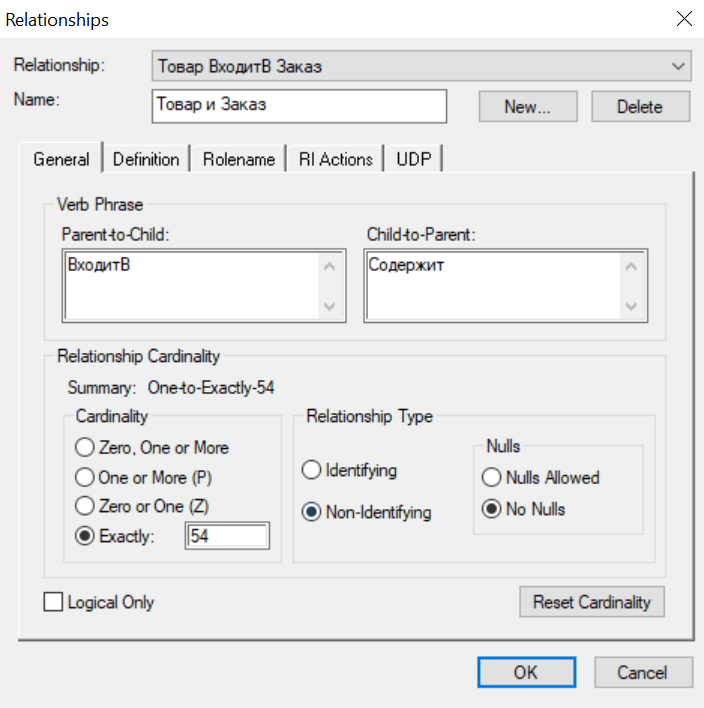 Relationships
Relationship: Товар ВходитВ Заказ
Name: Товар и Заказ New... Delete
General Definition Rolename RI Actions UDP
Verb Phrase
Parent-to-Child: Child-to-Parent:
ВходитВ Содержит
Relationship Cardinality
Summary: One-to-Exactly-54
Cardinality Relationship Type
Nulls
Zero, One or More
Identifying
One or More (P) Nulls Allowed
Zero or One (Z) Non-Identifying No Nulls
Exactly: 54
Logical Only Reset Cardinality
OK Cancel